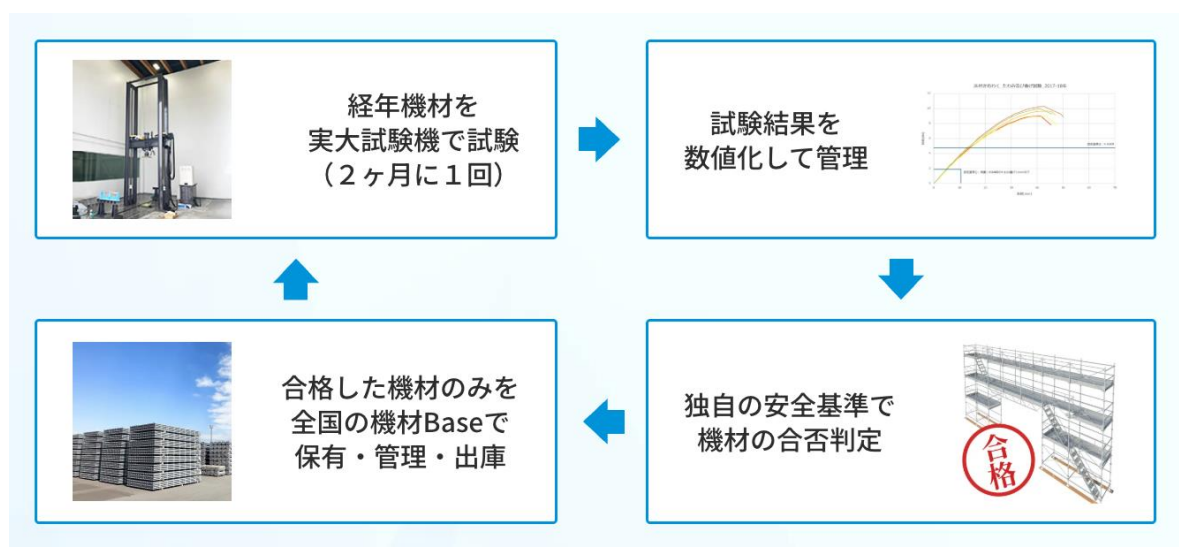 経年機材を
実大試験機で試験
（２ヶ月に１回）
試験結果を
数値化して管理
合格した機材のみを
全国の機材Baseで
保有・管理・出庫
独自の安全基準で
機材の合否判定
合格